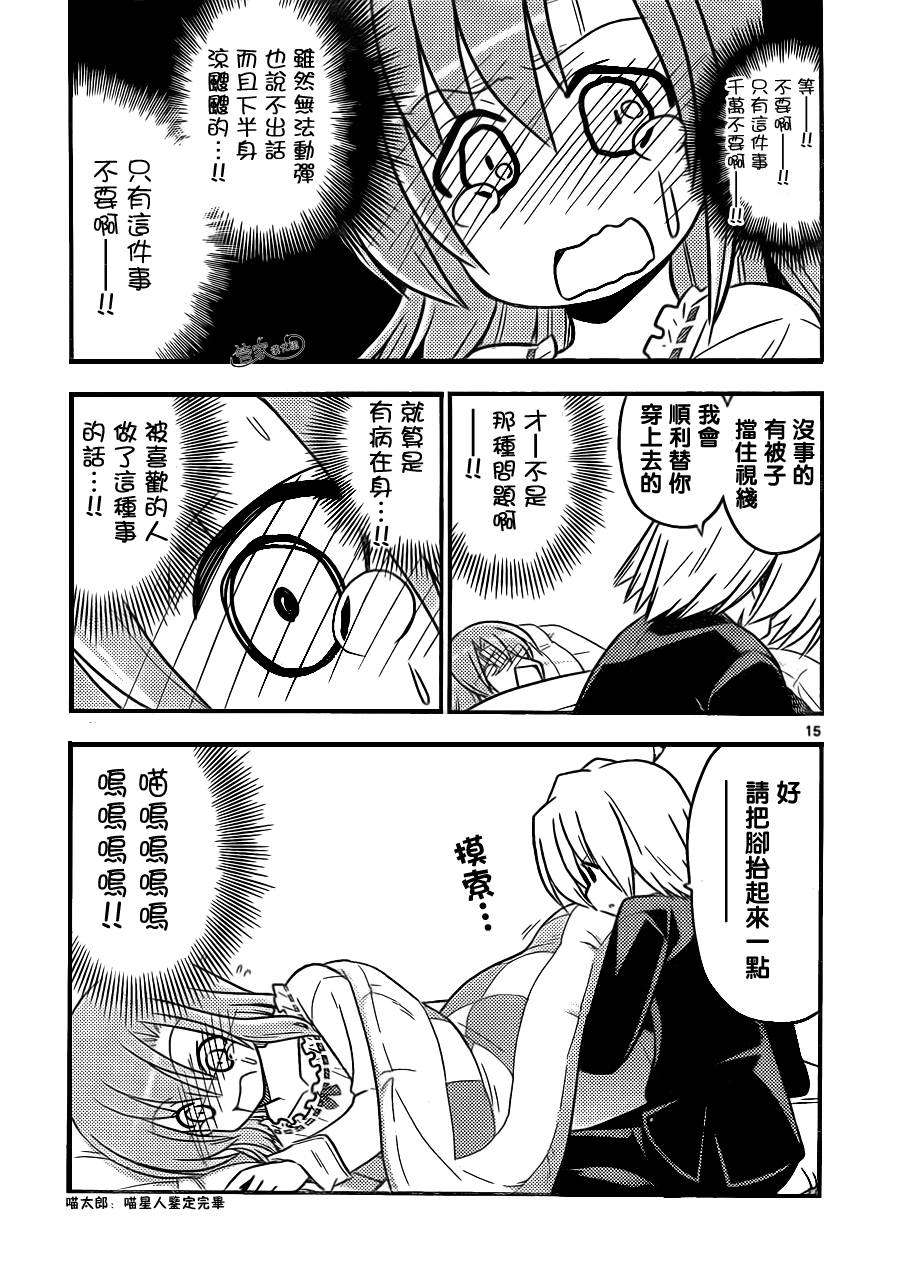 等——!!
不要啊——!!
只有這件事
千萬不要啊——!!
雖然無法動彈
也說不出話
而且下半身
涼颼颼的…!!
只有這件事
不要啊——!!
沒事的
有被子
擋住視綫
我會
順利替你
穿上去的
才—不是
那種問題啊
——!!
就算是
有病在身…!!
被喜歡的人
做了這種事
的話…!!
15
好
——請把腳抬起來一點
摸索…
喵嗚嗚嗚嗚
嗚嗚嗚嗚!!
喵太郎：喵星人鑒定完畢